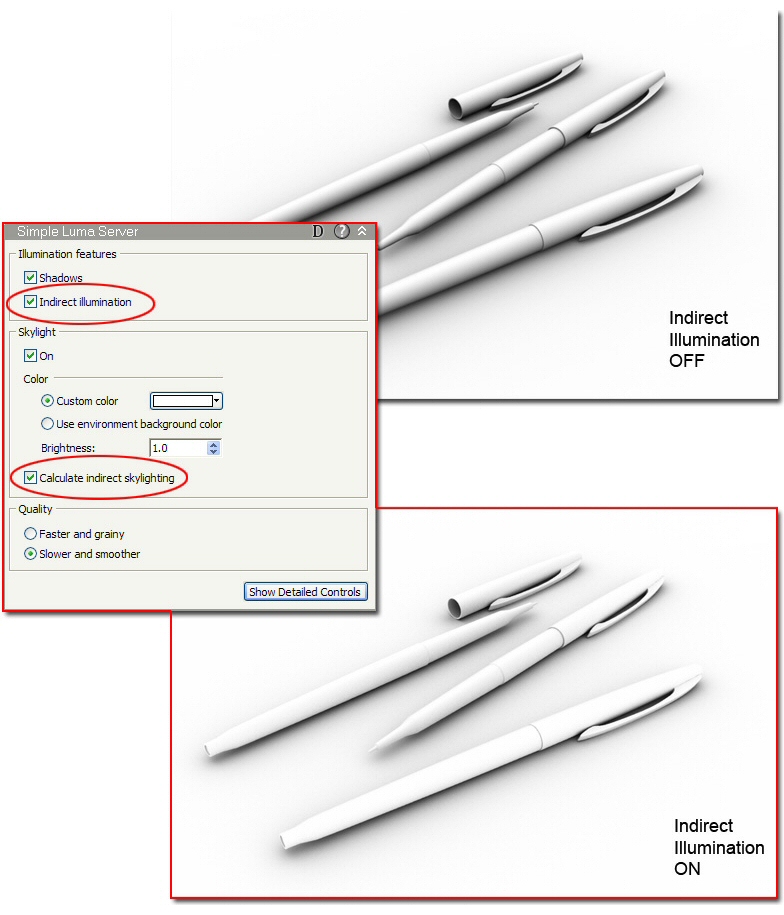 Simple Luma Server D ?
Illumination features
Shadows
Indirect illumination
Skylight
On
Color
Custom color
Use environment background color
Brightness: 1.0
Calculate indirect skylighting
Quality
Faster and grainy
Slower and smoother
Show Detailed Controls
Indirect
Illumination
OFF
Indirect
Illumination
ON